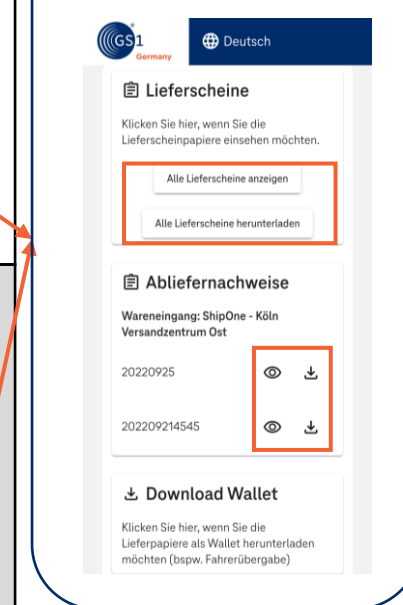 GS1
Germany
Deutsch
Lieferscheine
Klicken Sie hier, wenn Sie die
Lieferscheinpapiere einsehen möchten.
Alle Lieferscheine anzeigen
Alle Lieferscheine herunterladen
Abliefernachweise
Wareneingang: ShipOne - Köln
Versandzentrum Ost
20220925
202209214545
Download Wallet
Klicken Sie hier, wenn Sie die
Lieferpapiere als Wallet herunterladen
möchten (bspw. Fahrerübergabe)